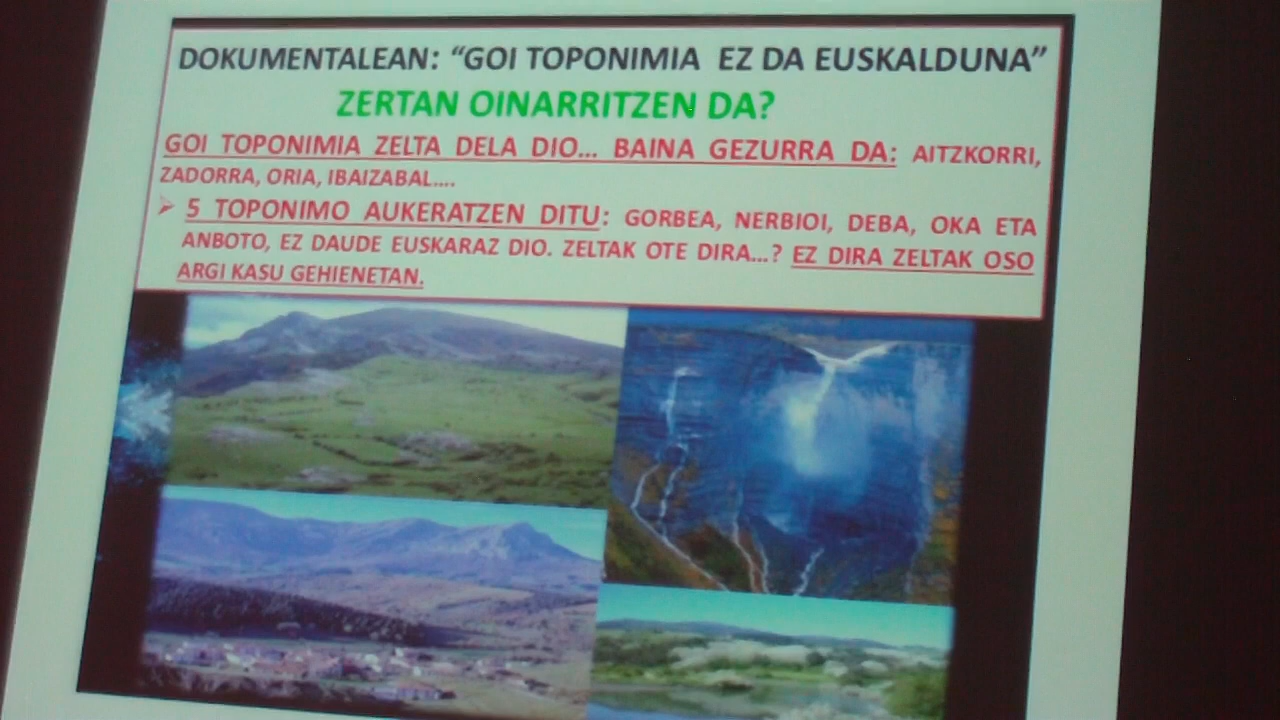 DOKUMENTALEAN: “GOI TOPONIMIA EZ DA EUSKALDUNA”
ZERTAN OINARRITZEN DA?
GOI TOPONIMIA ZELTA DELA DIO... BAINA GEZURRA DA: AITZKORRI,
ZADORRA, ORIA, IBAIZABAL....
➢ 5 TOPONIMO AUKERATZEN DITU: GORBEA, NERBIOI, DEBA, OKA ETA
ANBOTO, EZ DAUDE EUSKARAZ DIO. ZELTAK OTE DIRA...? EZ DIRA ZELTAK OSO
ARGI KASU GEHIENETAN.